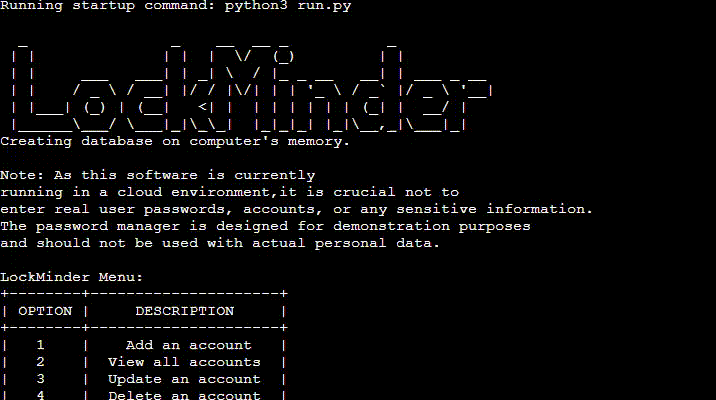 Running startup command: python3 run.py
LockMinder
Creating database on computer's memory.
Note: As this software is currently
running in a cloud environment,it is crucial not to
enter real user passwords, accounts, or any sensitive information.
The password manager is designed for demonstration purposes
and should not be used with actual personal data.
LockMinder Menu:
+--------+---------------------+
| OPTION |     DESCRIPTION     |
+--------+---------------------+
|   1    |    Add an account   |
|   2    |  View all accounts  |
|   3    |  Update an account  |
|   4    |  Delete an account  |